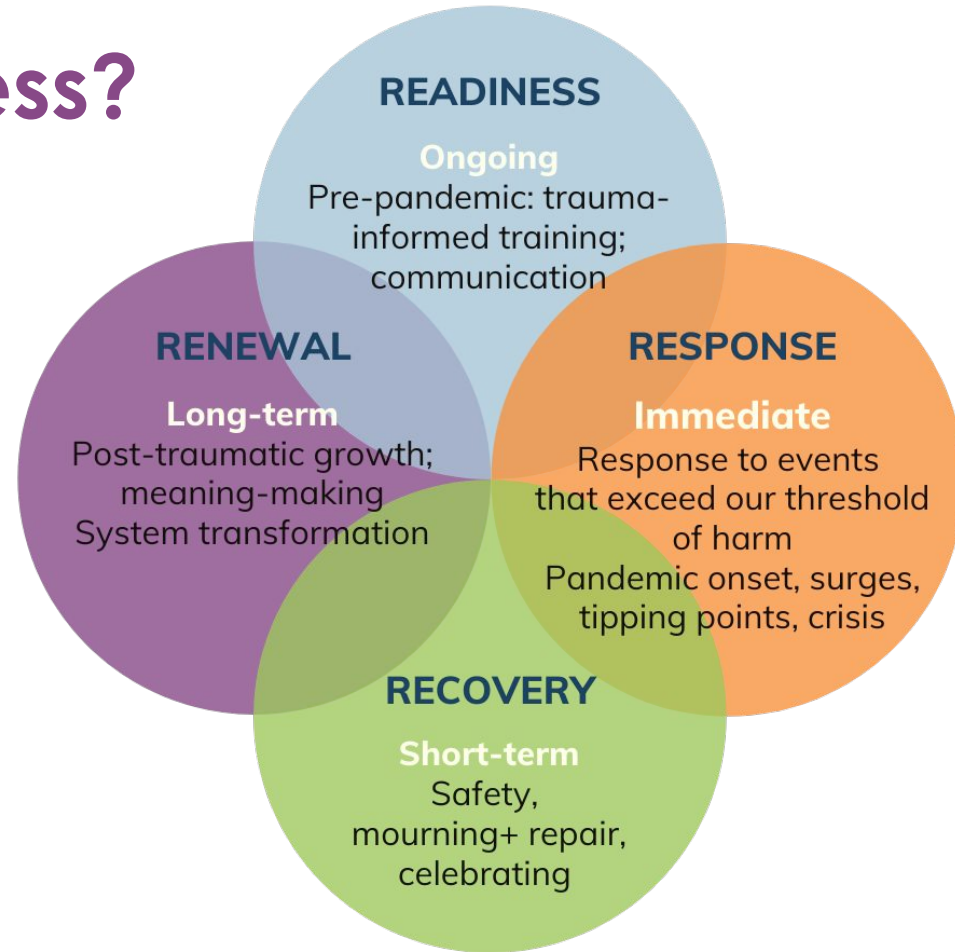 ess?
READINESS
Ongoing
Pre-pandemic: trauma-
informed training;
communication
RENEWAL
Long-term
Post-traumatic growth;
meaning-making
System transformation
RESPONSE
Immediate
Response to events
that exceed our threshold
of harm
Pandemic onset, surges,
tipping points, crisis
RECOVERY
Short-term
Safety,
mourning+ repair,
celebrating